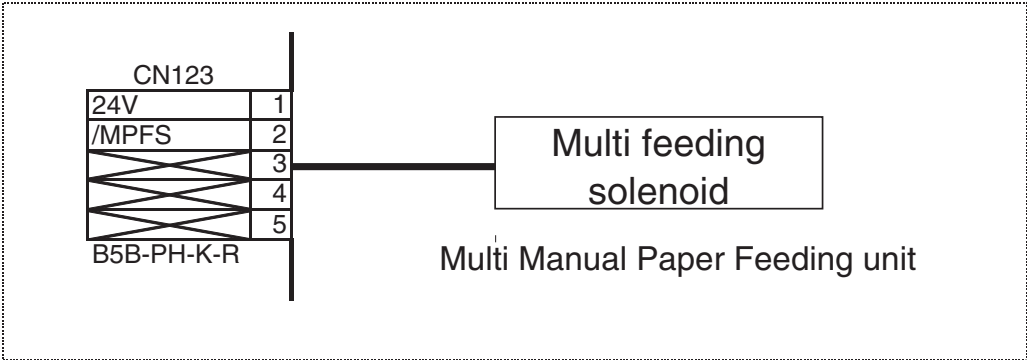 CN123
24V 1
/MPFS 2
3
4
5
B5B-PH-K-R
Multi feeding
solenoid
Multi Manual Paper Feeding unit